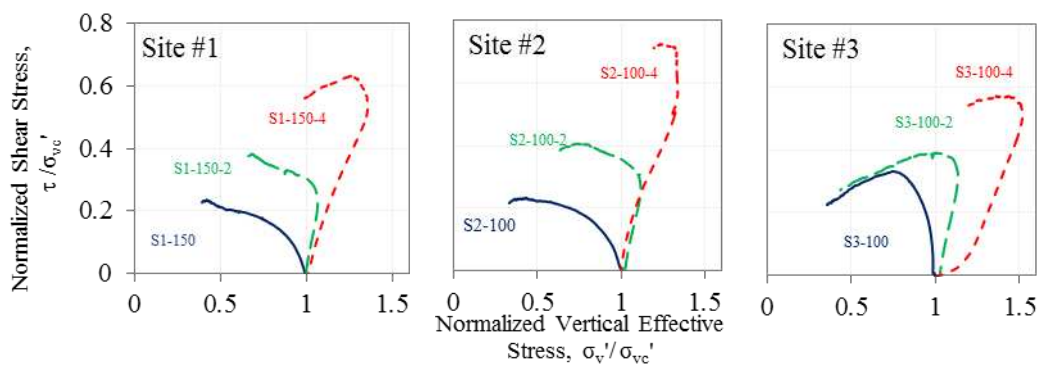 Normalized Shear Stress,
τ/σvc'
0.8
0.6
0.4
0.2
0
Site #1
S1-150-4
S1-150-2
S1-150
0 0.5 1 1.5
Site #2
S2-100-4
S2-100-2
S2-100
0 0.5 1 1.5
Site #3
S3-100-4
S3-100-2
S3-100
0 0.5 1 1.5
Normalized Vertical Effective
Stress, σv'/σvc'